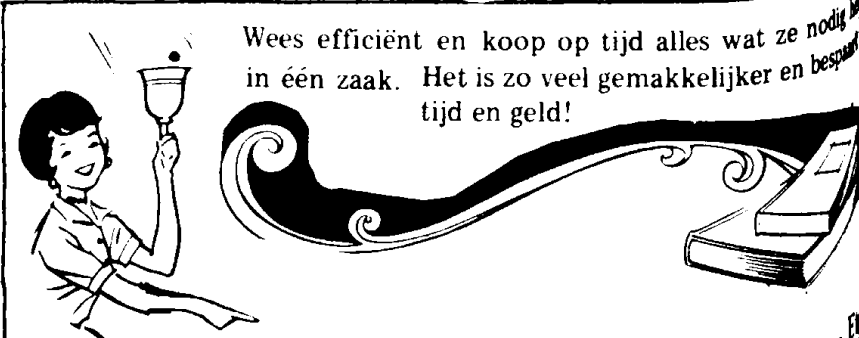 Wees efficiënt en koop op tijd alles wat ze nodig
in één zaak. Het is zo veel gemakkelijker en bespaart
tijd en geld!